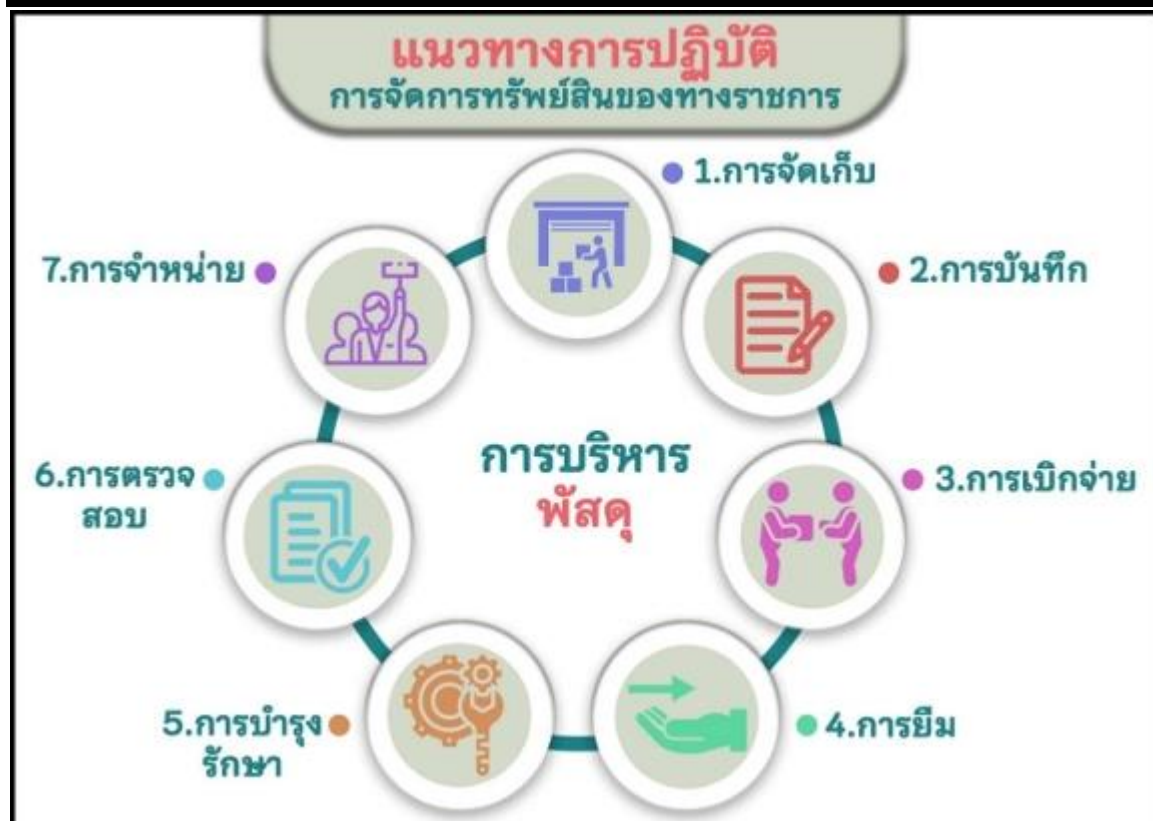 แนวทางการปฏิบัติ
การจัดการทรัพย์สินของทางราชการ
1.การจัดเก็บ
2.การบันทึก
3.การเบิกจ่าย
4.การยืม
5.การบำรุง
รักษา
6.การตรวจ
สอบ
7.การจำหน่าย
การบริหาร
พัสดุ